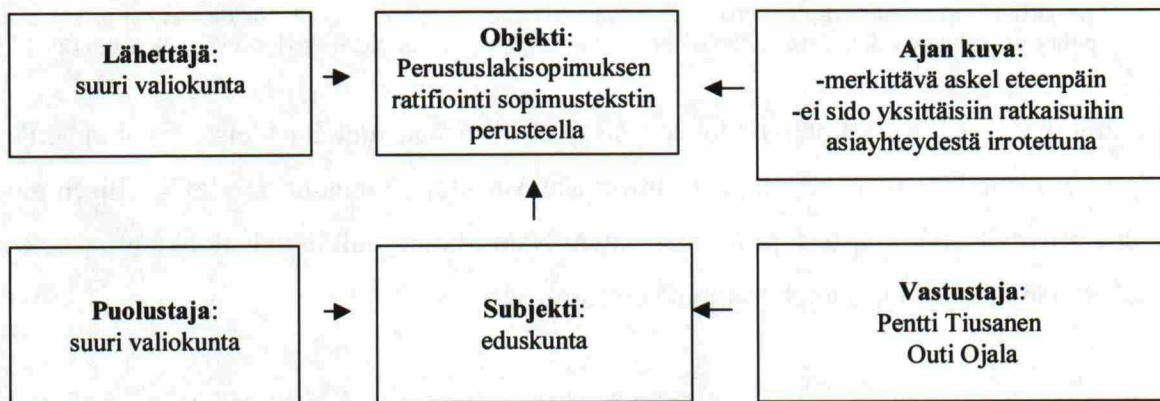 Lähettäjä:
suuri valiokunta
Objekti:
Perustuslakisopimuksen
ratifiointi sopimustekstin
perusteella
Ajan kuva:
-merkittävä askel eteenpäin
-ei sido yksittäisiin ratkaisuihin
asiayhteydestä irrotettuna
Puolustaja:
suuri valiokunta
Subjekti:
eduskunta
Vastustaja:
Pentti Tiusanen
Outi Ojala